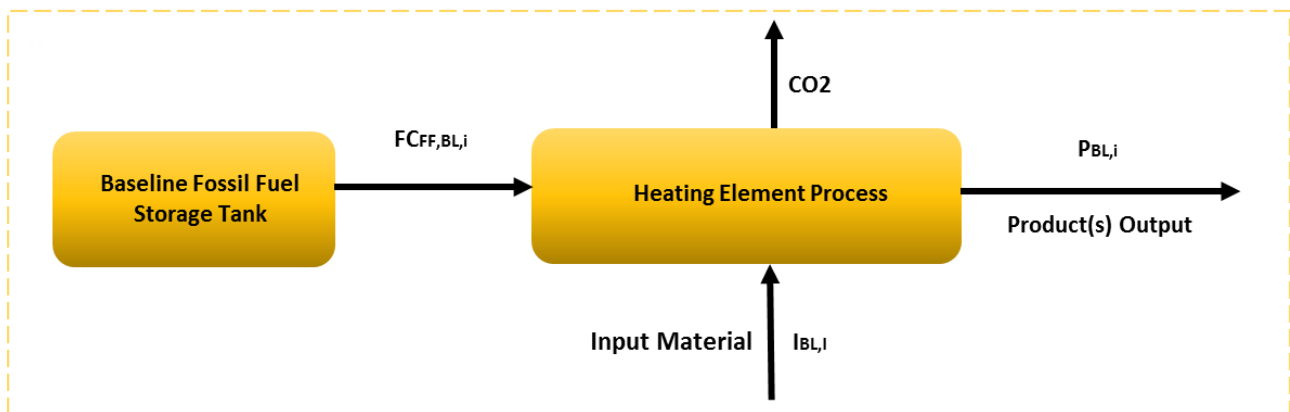 CO2
FCFF,BL,i
PBL,i
Baseline Fossil Fuel
Storage Tank
Heating Element Process
Product(s) Output
Input Material
IBL,I